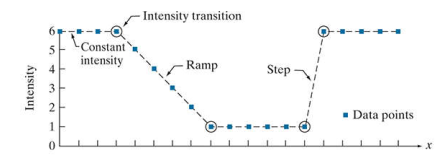 Intensity transition
6
5
4
3
2
1
0
Intensity
Constant
intensity
Ramp
Step
Data points
x